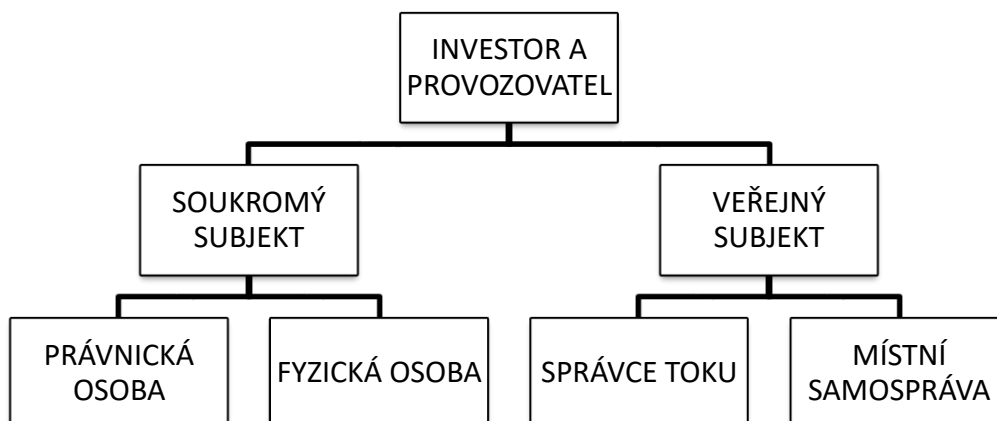 INVESTOR A
PROVOZOVATEL
SOUKROMÝ
SUBJEKT
VEŘEJNÝ
SUBJEKT
PRÁVNICKÁ
OSOBA
FYZICKÁ OSOBA
SPRÁVCE TOKU
MÍSTNÍ
SAMOSPRÁVA